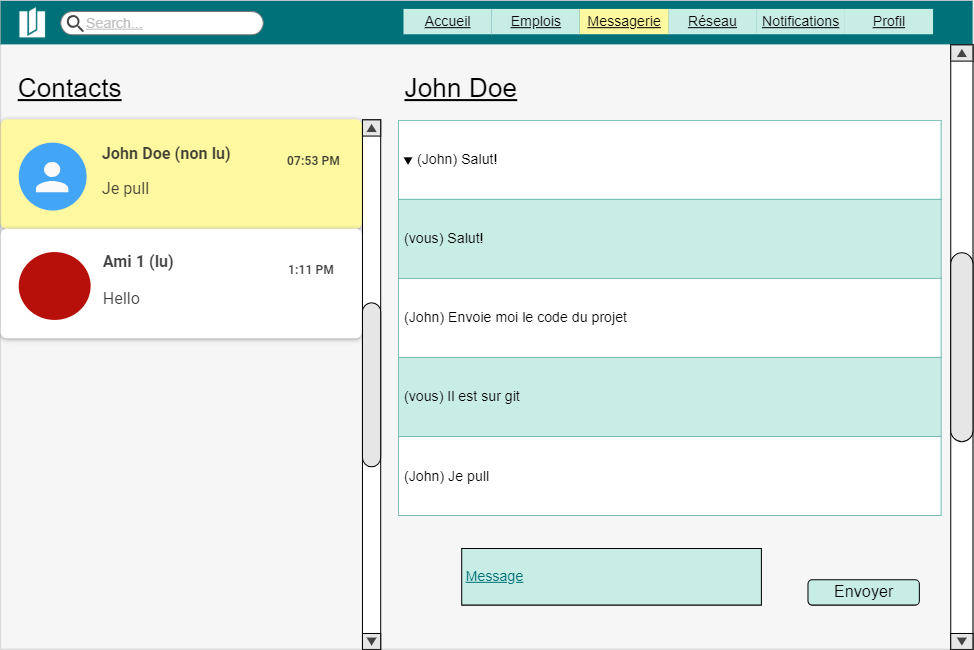 Search...
Accueil
Emplois
Messagerie
Réseau
Notifications
Profil
Contacts
John Doe (non lu)
07:53 PM
Je pull
Ami 1 (lu)
1:11 PM
Hello
John Doe
(John) Salut!
(vous) Salut!
(John) Envoie moi le code du projet
(vous) Il est sur git
(John) Je pull
Message
Envoyer